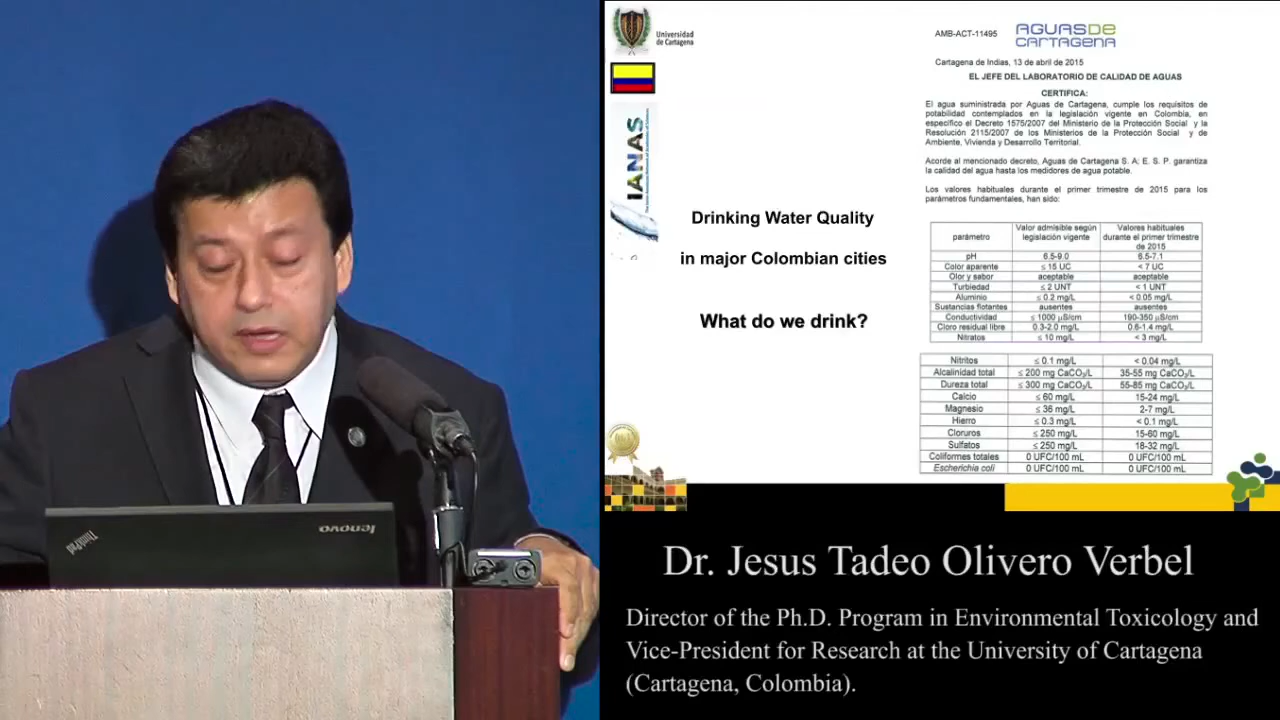 ThinkPad
lenovo
Universidad
de Cartagena
IANAS
Drinking Water Quality
in major Colombian cities
What do we drink?
AMB-ACT-11495
AGUAS DE
CARTAGENA
Cartagena de Indias, 13 de abril de 2015
EL JEFE DEL LABORATORIO DE CALIDAD DE AGUAS
CERTIFICA:
El agua suministrada por Aguas de Cartagena, cumple los requisitos de
potabilidad contemplados en la legislación vigente en Colombia, en
específico el Decreto 1575/2007 del Ministerio de la Protección Social y la
Resolución 2115/2007 de los Ministerios de la Protección Social y de
Ambiente, Vivienda y Desarrollo Territorial.
Acorde al mencionado decreto, Aguas de Cartagena S. A. E. S. P. garantiza
la calidad del agua hasta los medidores de agua potable.
Los valores habituales durante el primer trimestre de 2015 para los
parámetros fundamentales, han sido:
parámetro Valor admisible según legislación vigente Valores habituales durante el primer trimestre de 2015
pH 6.5-9.0 6.5-7.1
Color aparente ≤ 15 UC < 7 UC
Olor y sabor aceptable aceptable
Turbiedad ≤ 2 UNT < 1 UNT
Aluminio ≤ 0.2 mg/L < 0.05 mg/L
Sustancias flotantes ausentes ausentes
Conductividad ≤ 1000 µS/cm 190-350 µS/cm
Cloro residual libre 0.3-2.0 mg/L 0.6-1.4 mg/L
Nitratos ≤ 10 mg/L < 3 mg/L
Nitritos ≤ 0.1 mg/L < 0.04 mg/L
Alcalinidad total ≤ 200 mg CaCO₃/L 35-55 mg CaCO₃/L
Dureza total ≤ 300 mg CaCO₃/L 55-85 mg CaCO₃/L
Calcio ≤ 60 mg/L 15-24 mg/L
Magnesio ≤ 36 mg/L 2-7 mg/L
Hierro ≤ 0.3 mg/L < 0.1 mg/L
Cloruros ≤ 250 mg/L 15-60 mg/L
Sulfatos ≤ 250 mg/L 18-32 mg/L
Coliformes totales 0 UFC/100 mL 0 UFC/100 mL
Escherichia coli 0 UFC/100 mL 0 UFC/100 mL
Dr. Jesus Tadeo Olivero Verbel
Director of the Ph.D. Program in Environmental Toxicology and
Vice-President for Research at the University of Cartagena
(Cartagena, Colombia).